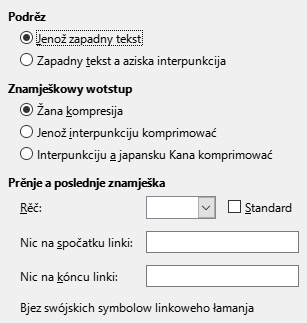 Podrěz
Jenož zapadny tekst
Zapadny tekst a aziska interpunkcija
Znamješkowy wotstup
Žana kompresija
Jenož interpunkciju komprimować
Interpunkciju a japansku Kana komprimować
Prěnje a poslednje znamješka
Rěč:
Standard
Nic na spočatku linki:
Nic na kóncu linki:
Bjez swójskich symbolow linkoweho łamanja